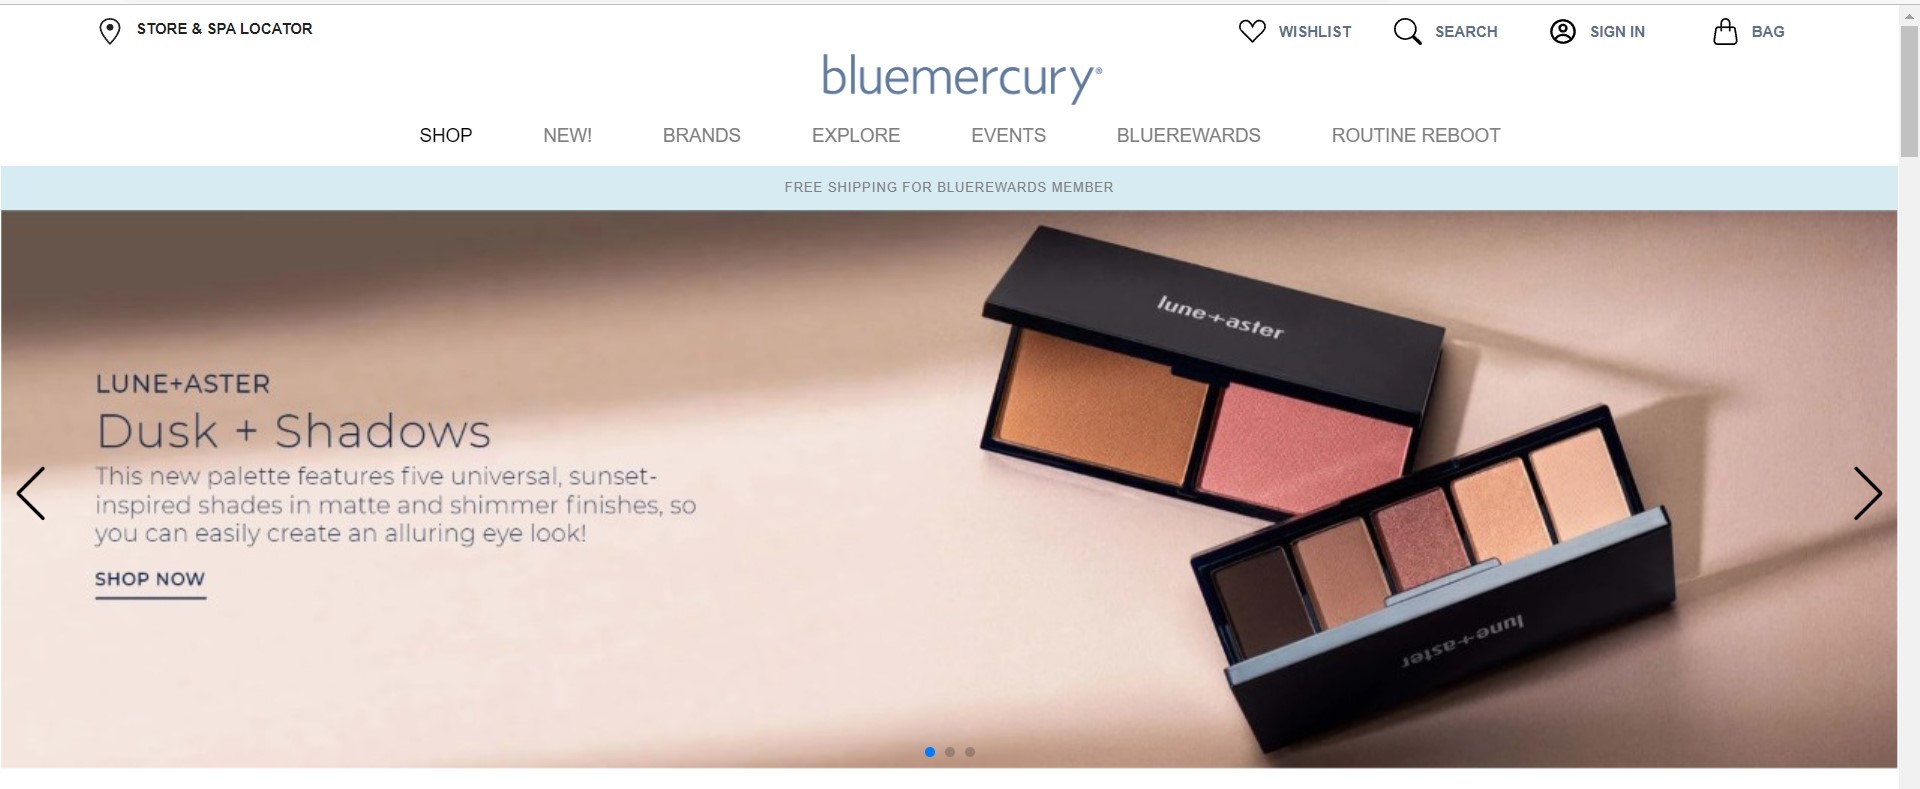 STORE & SPA LOCATOR
WISHLIST
SEARCH
SIGN IN
BAG
bluemercury®
SHOP
NEW!
BRANDS
EXPLORE
EVENTS
BLUEREWARDS
ROUTINE REBOOT
FREE SHIPPING FOR BLUEREWARDS MEMBER
lune+aster
LUNE+ASTER
Dusk + Shadows
This new palette features five universal, sunset-
inspired shades in matte and shimmer finishes, so
you can easily create an alluring eye look!
SHOP NOW
lune+aster